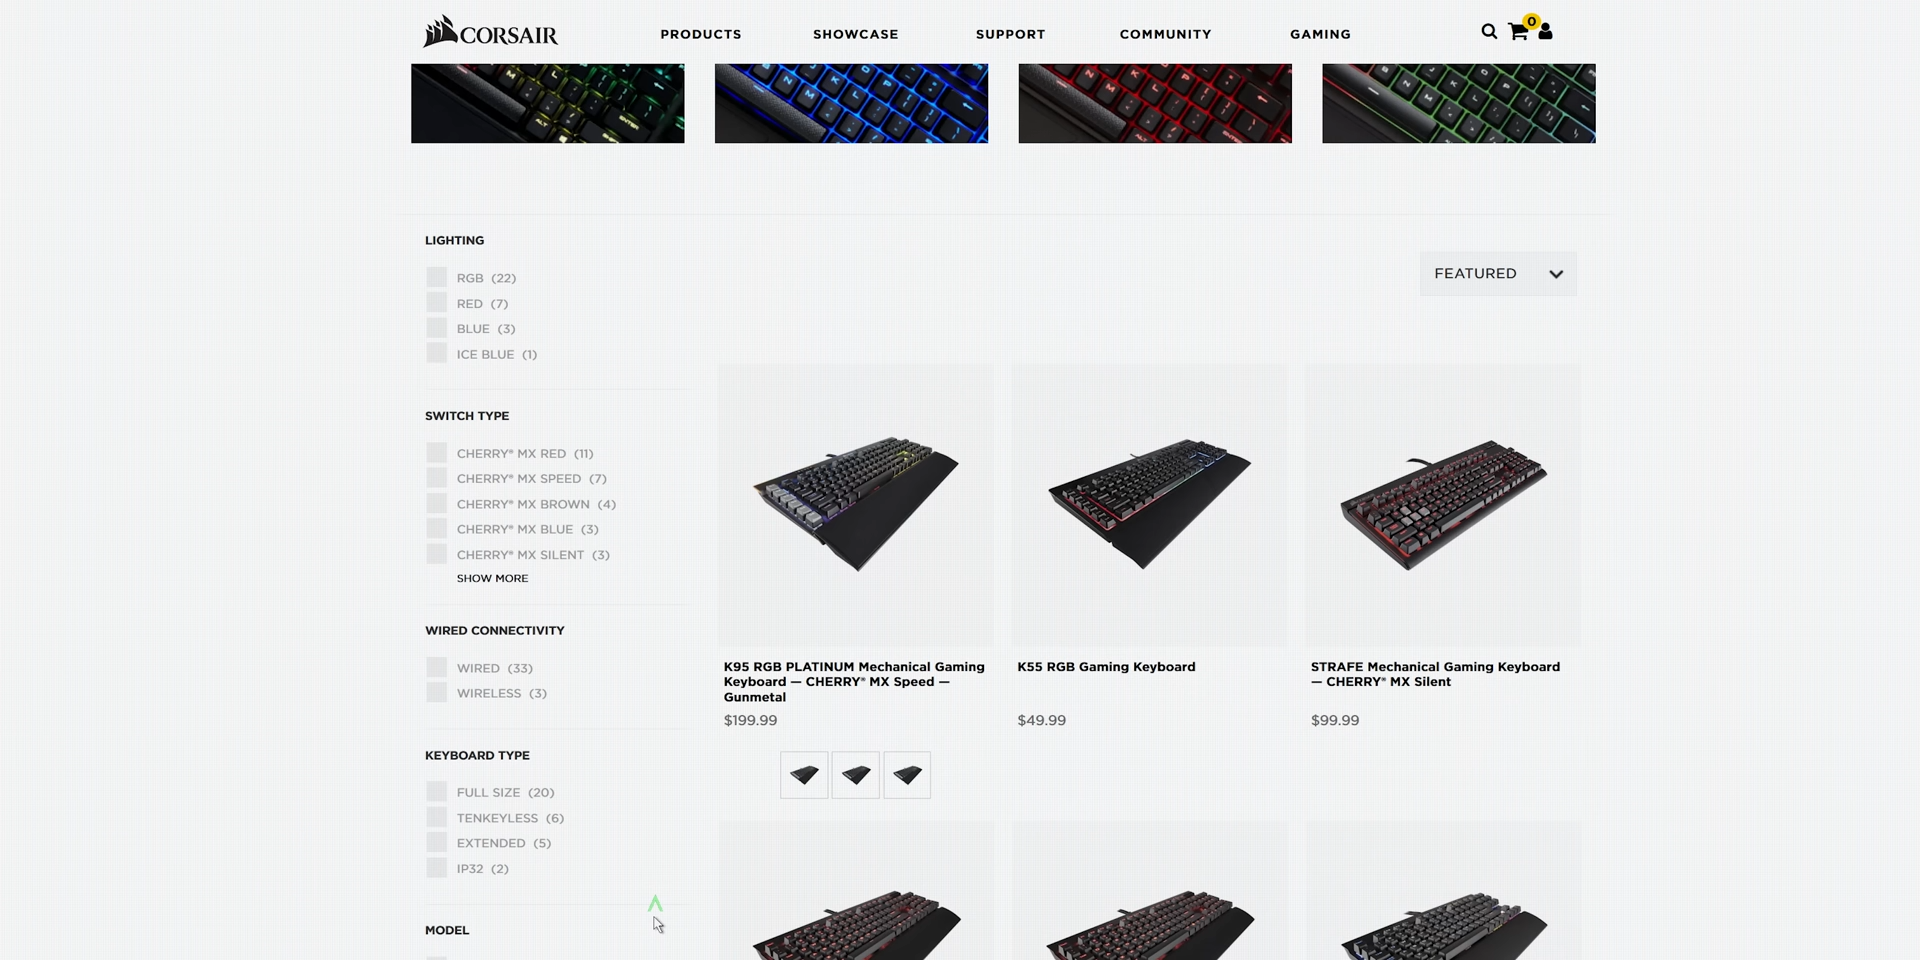 CORSAIR
PRODUCTS
SHOWCASE
SUPPORT
COMMUNITY
GAMING
0
LIGHTING
RGB (22)
RED (7)
BLUE (3)
ICE BLUE (1)
SWITCH TYPE
CHERRY® MX RED (11)
CHERRY® MX SPEED (7)
CHERRY® MX BROWN (4)
CHERRY® MX BLUE (3)
CHERRY® MX SILENT (3)
SHOW MORE
WIRED CONNECTIVITY
WIRED (33)
WIRELESS (3)
KEYBOARD TYPE
FULL SIZE (20)
TENKEYLESS (6)
EXTENDED (5)
IP32 (2)
MODEL
FEATURED
K95 RGB PLATINUM Mechanical Gaming
Keyboard — CHERRY® MX Speed —
Gunmetal
$199.99
K55 RGB Gaming Keyboard
$49.99
STRAFE Mechanical Gaming Keyboard
— CHERRY® MX Silent
$99.99